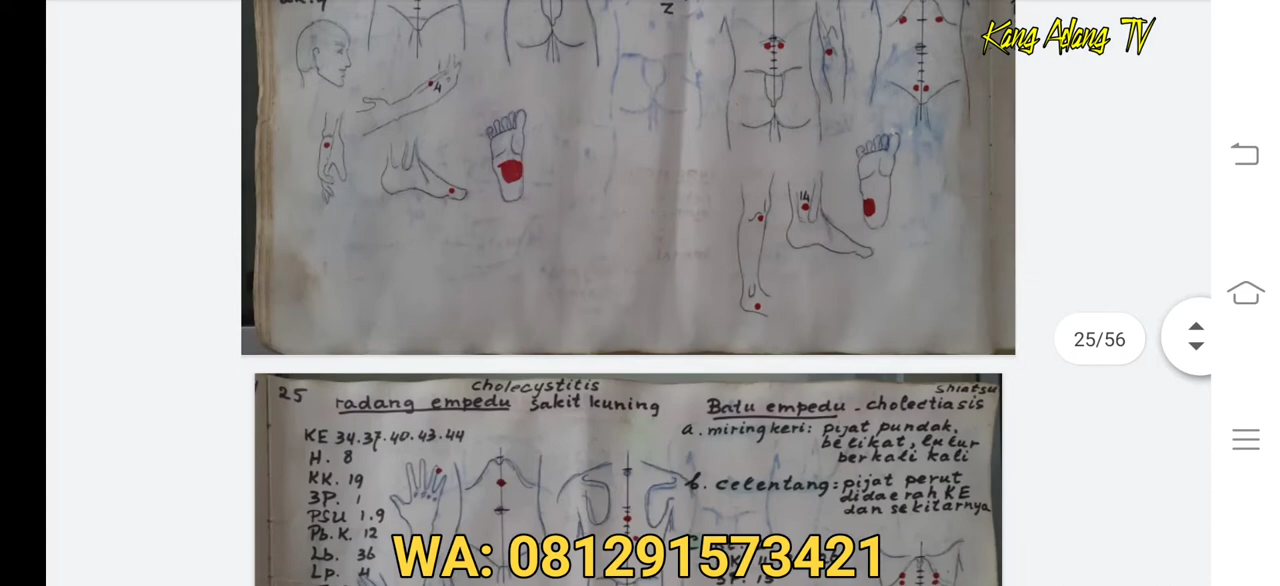 Kang Adang TV
Z
4
14
25/56
25
cholecystitis
radang empedu sakit kuning
KE 34.37.40.43.44
H. 8
KK. 19
3P. 1
PSU 1.9
Pb.K. 12
Lb. 36
Lp. 4
shiatsu
Batu empedu - cholectiasis
a. miring keri: pijat pundak,
belikat, lutur
berkali kali
b. celentang: pijat perut
didaerah KE
dan sekitarnya
WA: 081291573421